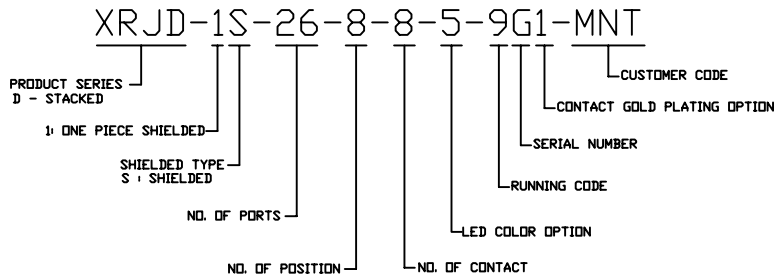 XRJD-1S-26-8-8-5-9G1-MNT
PRODUCT SERIES
D - STACKED
CUSTOMER CODE
CONTACT GOLD PLATING OPTION
1: ONE PIECE SHIELDED
SERIAL NUMBER
SHIELDED TYPE
S : SHIELDED
RUNNING CODE
NO. OF PORTS
LED COLOR OPTION
NO. OF POSITION
NO. OF CONTACT